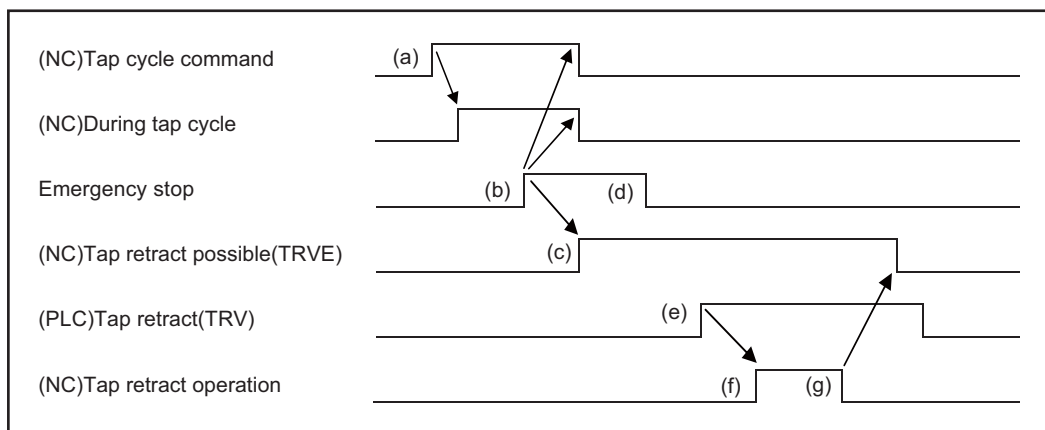 (NC)Tap cycle command (a)
(NC)During tap cycle
Emergency stop (b) (d)
(NC)Tap retract possible(TRVE) (c)
(PLC)Tap retract(TRV) (e)
(NC)Tap retract operation (f) (g)